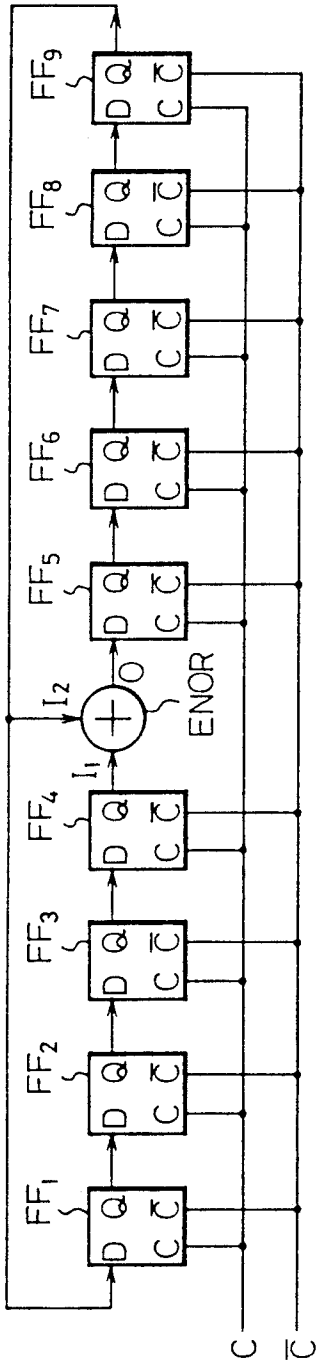 FF₁ FF₂ FF₃ FF₄ FF₅ FF₆ FF₇ FF₈ FF₉
I₂
I₁ O
D Q D Q D Q D Q D Q D Q D Q D Q D Q
C C̅ C C̅ C C̅ C C̅ C C̅ C C̅ C C̅ C C̅ C C̅
ENOR
C
C̅